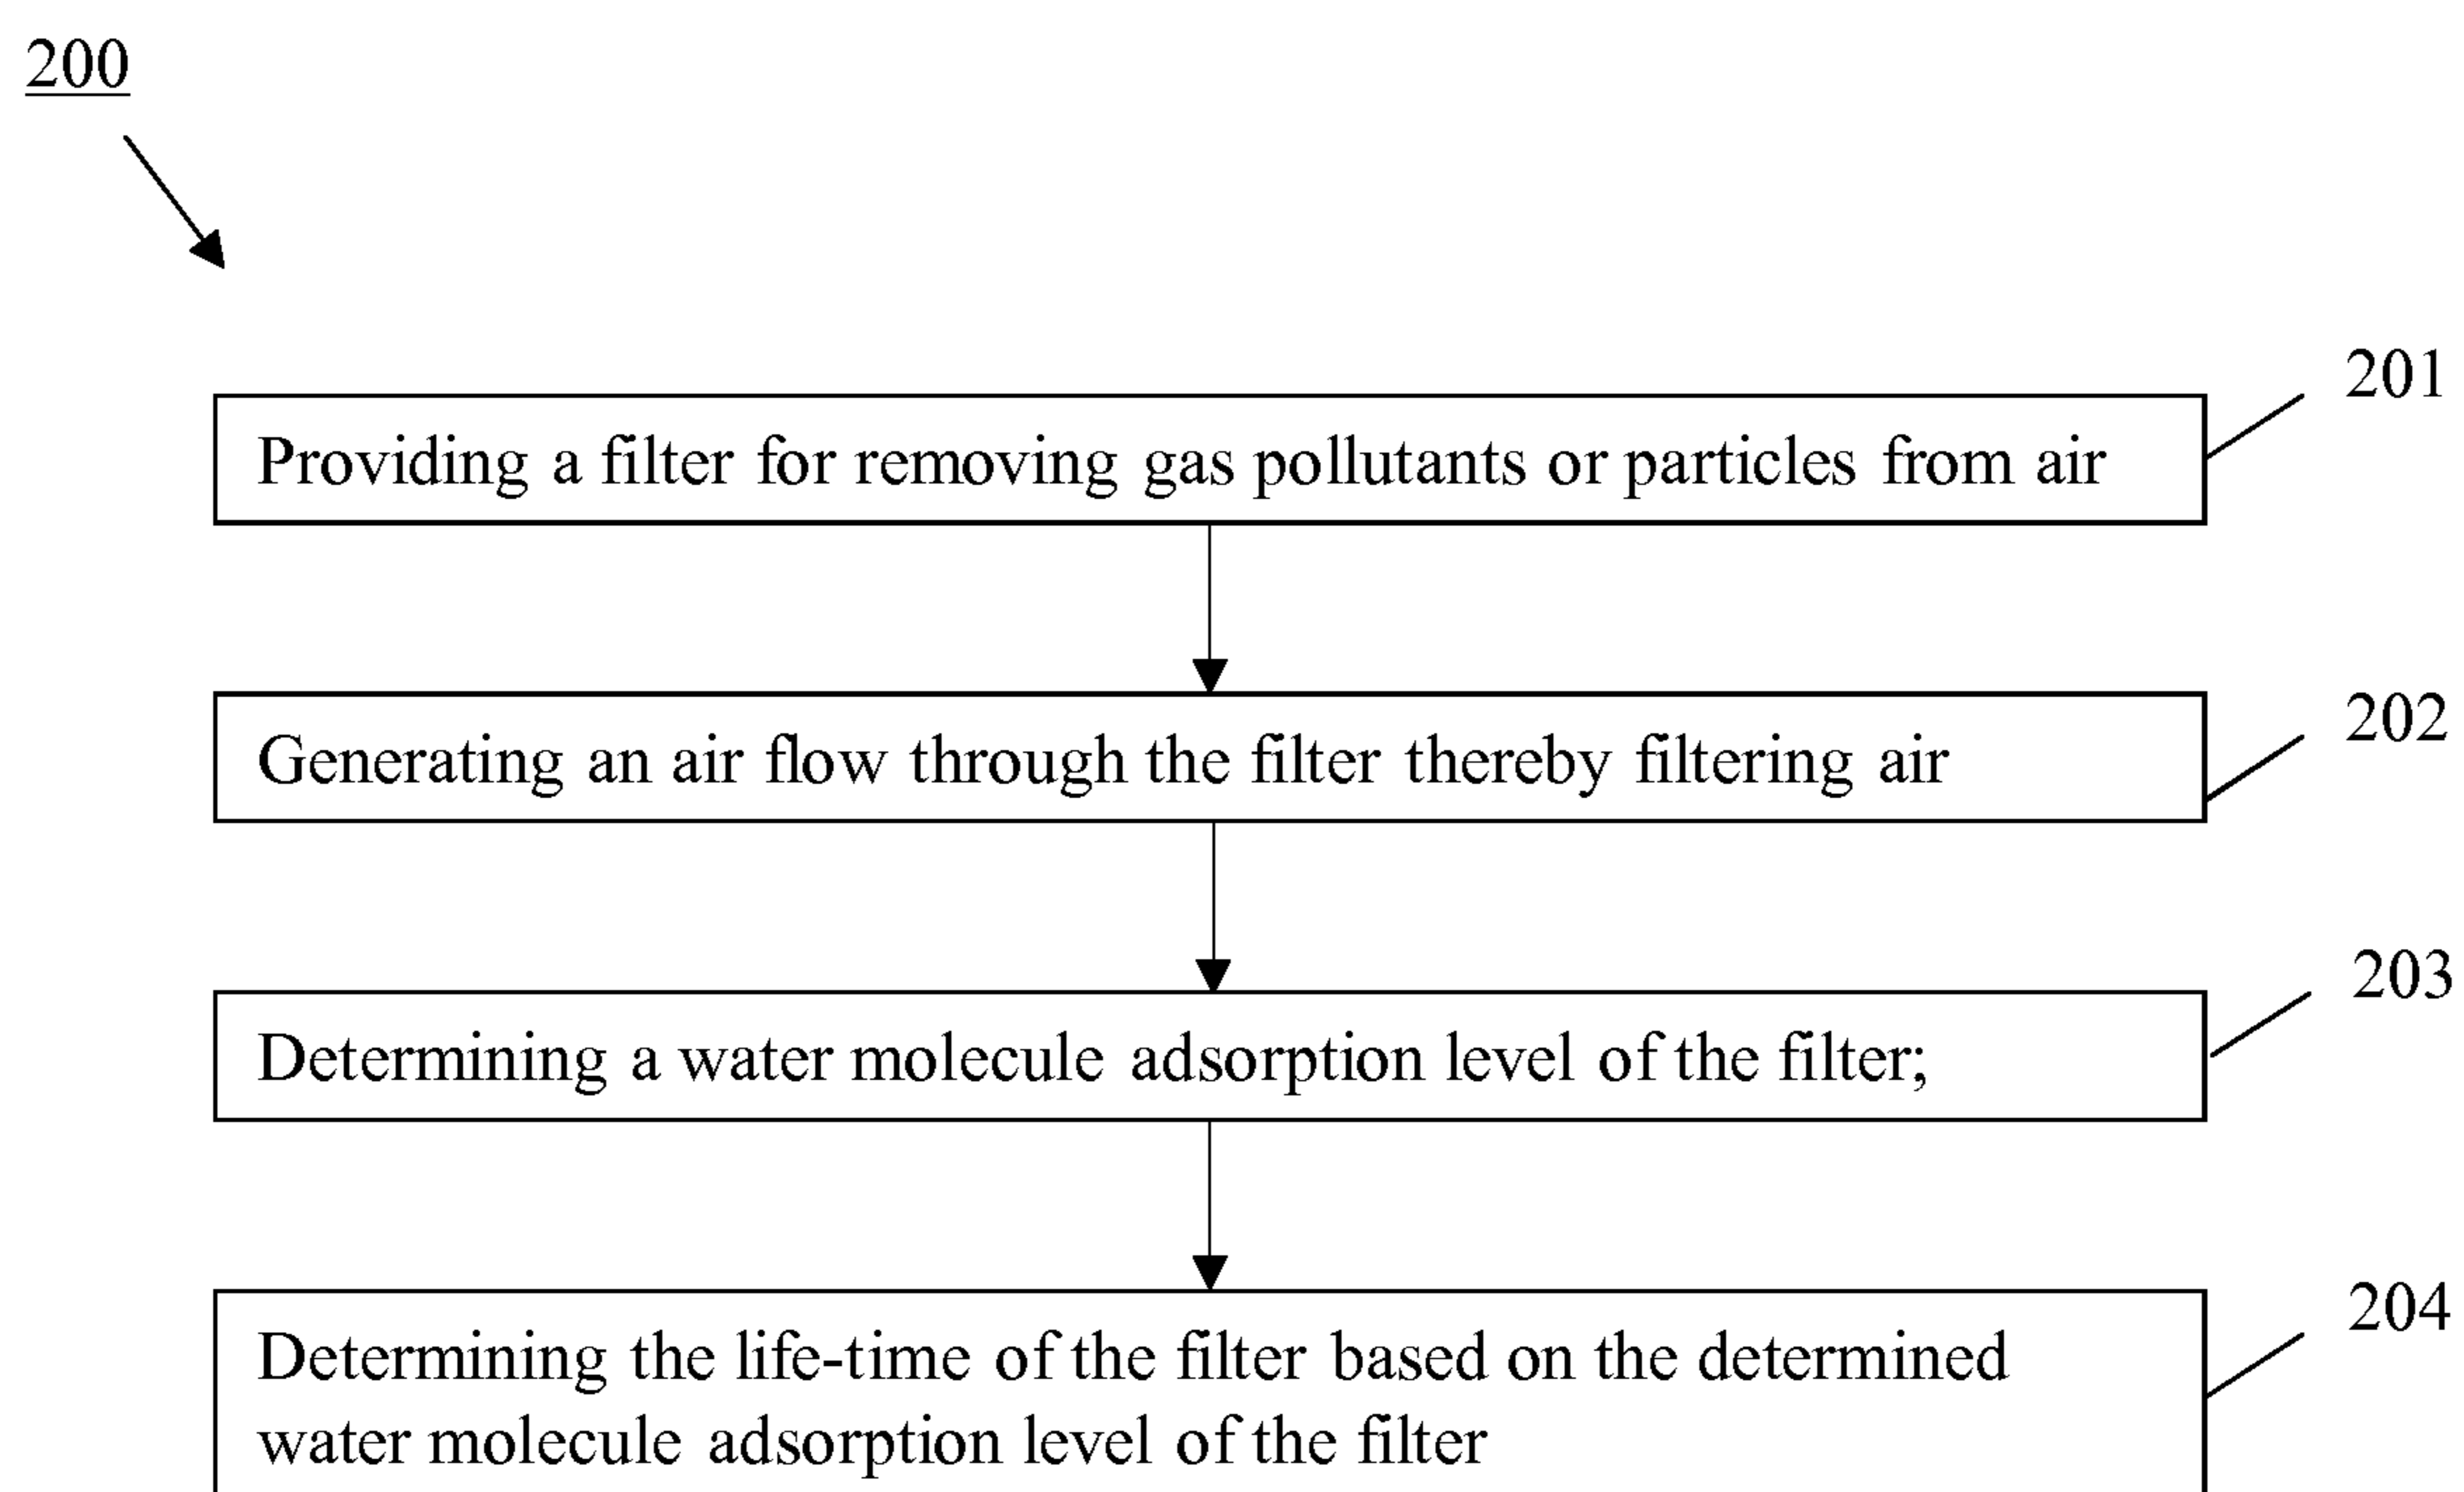 200
201
Providing a filter for removing gas pollutants or particles from air
202
Generating an air flow through the filter thereby filtering air
203
Determining a water molecule adsorption level of the filter;
204
Determining the life-time of the filter based on the determined
water molecule adsorption level of the filter